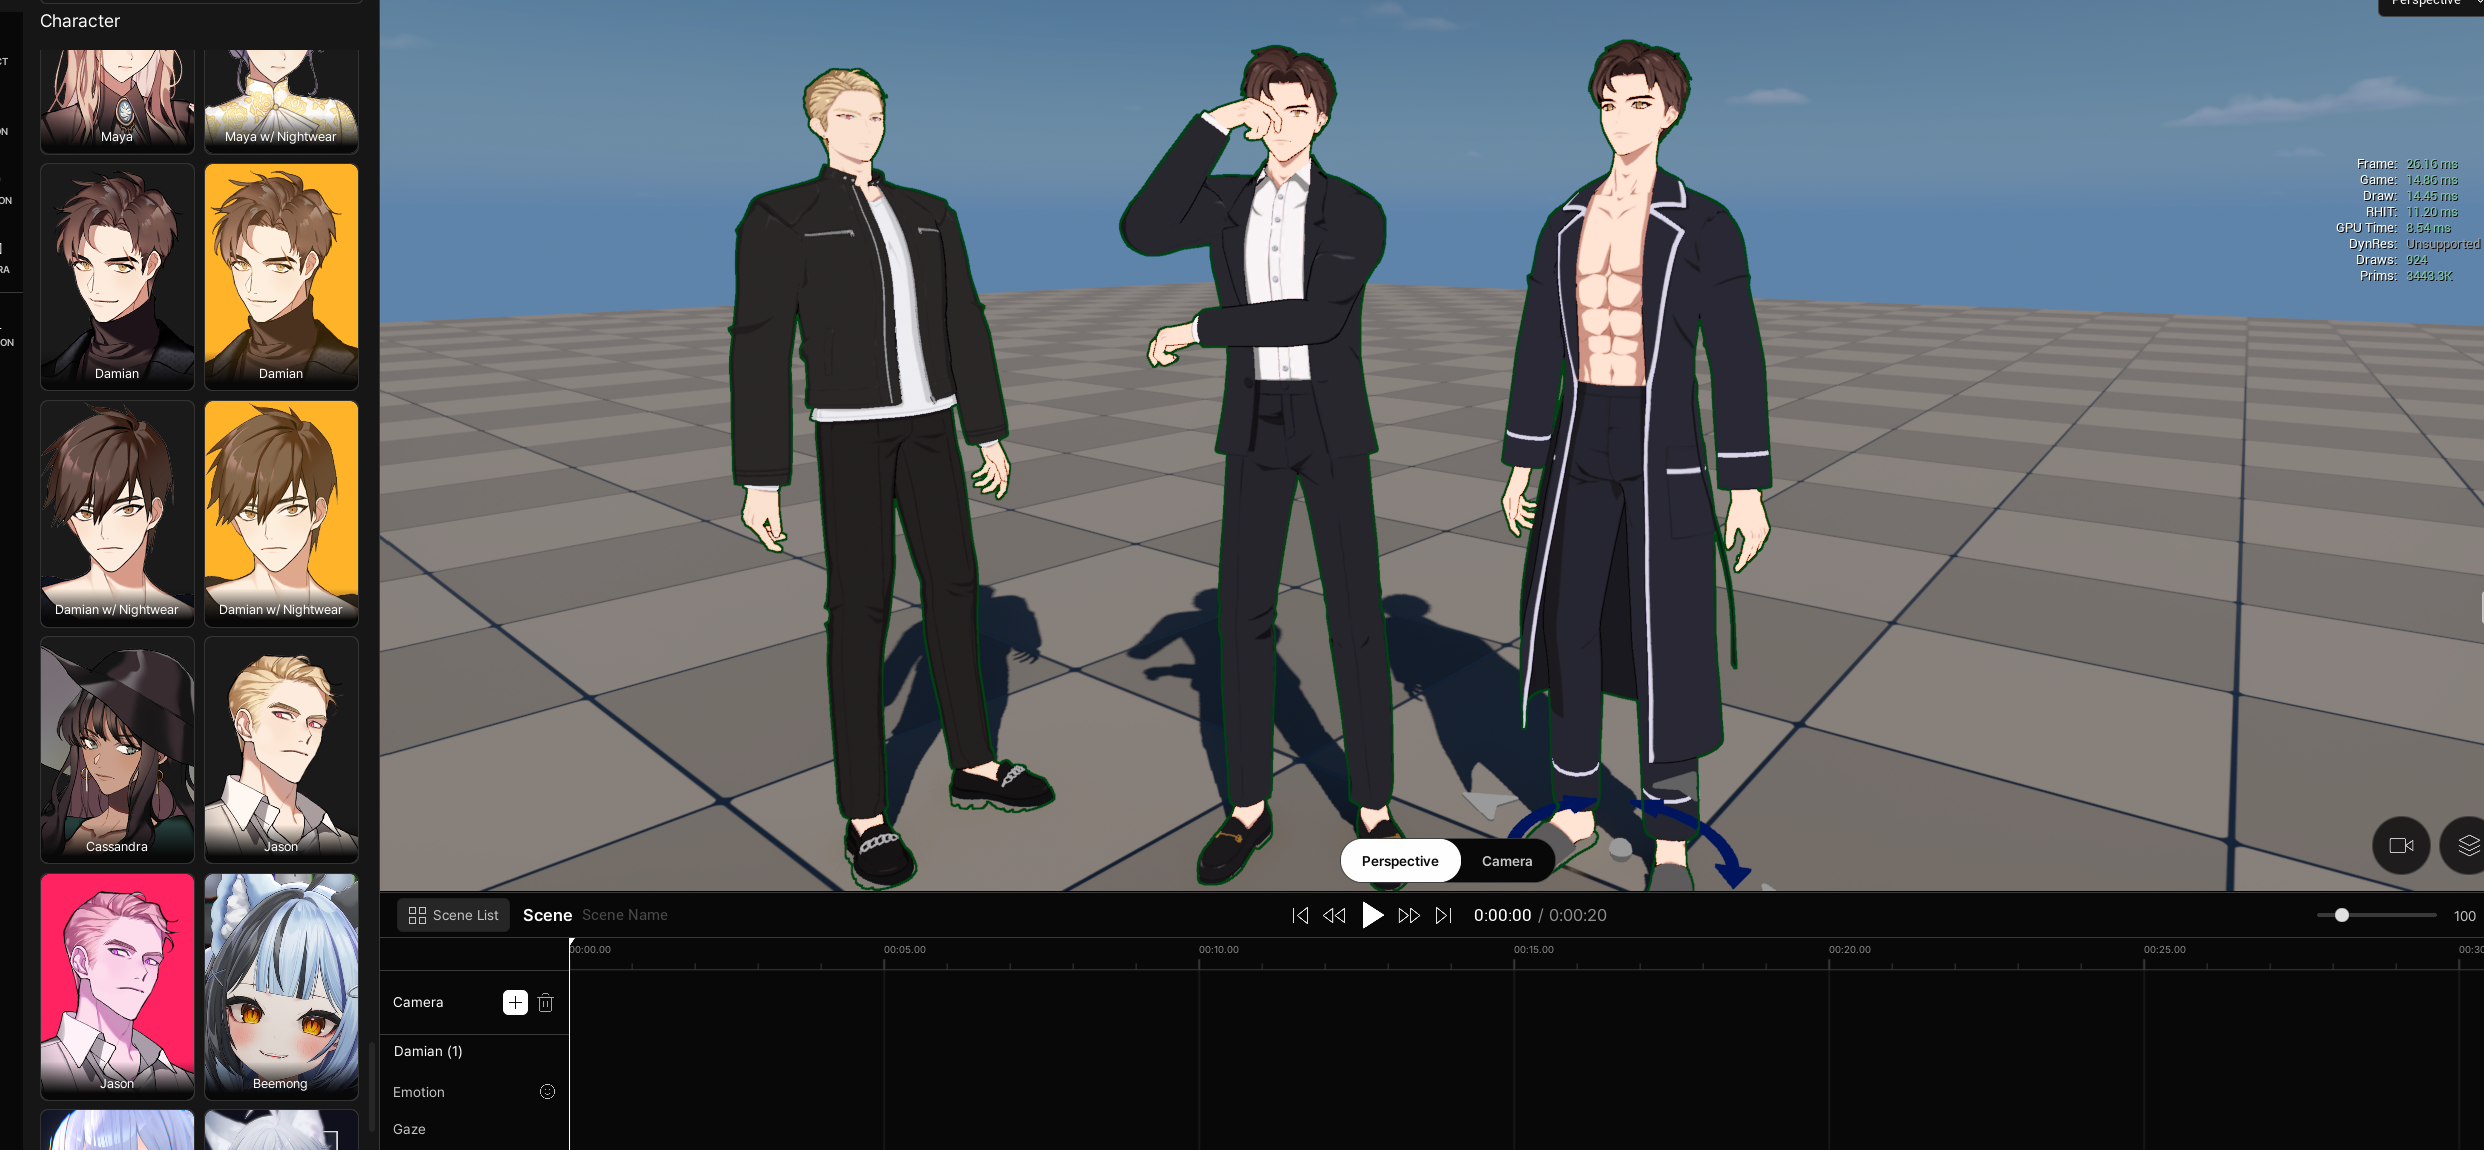 Character
Maya
Maya w/ Nightwear
Damian
Damian
Damian w/ Nightwear
Damian w/ Nightwear
Cassandra
Jason
Jason
Beemong
Perspective
Frame: 26.16 ms
Game: 14.86 ms
Draw: 14.45 ms
RHIT: 11.20 ms
GPU Time: 8.54 ms
DynRes: Unsupported
Draws: 924
Prims: 3443.3K
Perspective
Camera
Scene List
Scene
Scene Name
0:00:00 / 0:00:20
100
00:00.00
00:05.00
00:10.00
00:15.00
00:20.00
00:25.00
Camera
Damian (1)
Emotion
Gaze